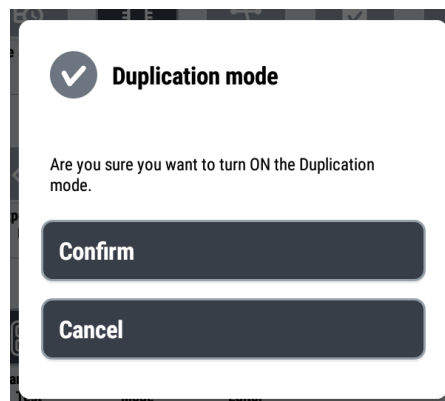 Duplication mode
Are you sure you want to turn ON the Duplication
mode.
Confirm
Cancel